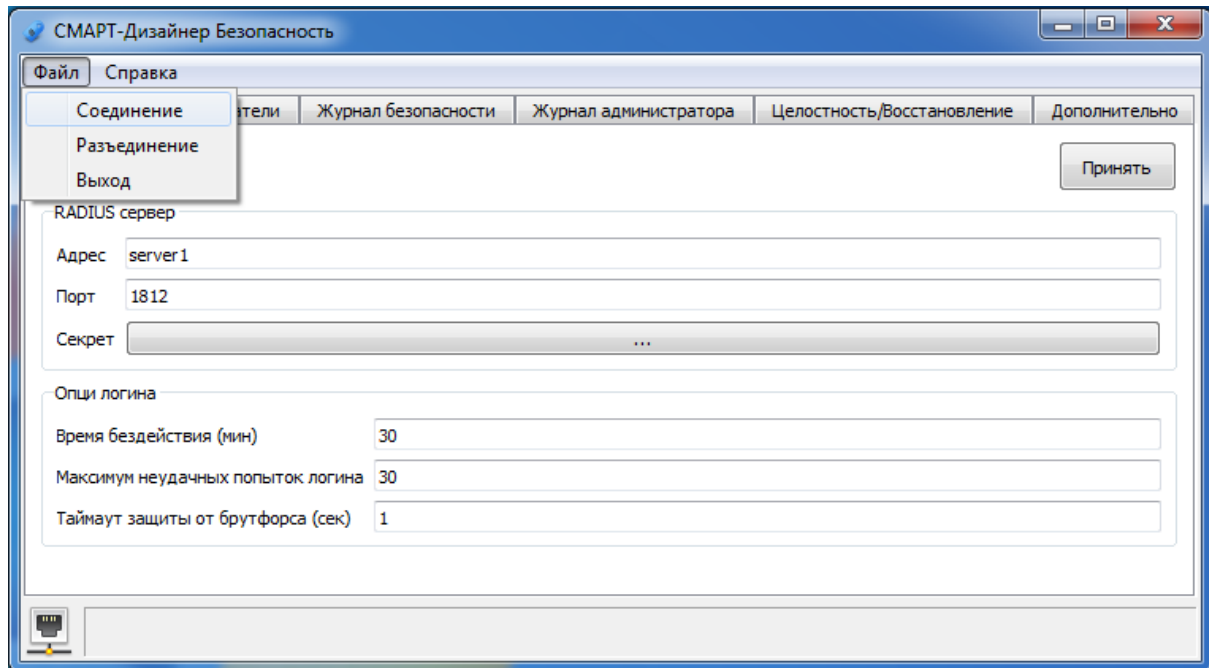 СМАРТ-Дизайнер Безопасность
Файл Справка
Соединение
Разъединение
Выход
Журнал безопасности Журнал администратора Целостность/Восстановление Дополнительно
Принять
RADIUS сервер
Адрес server1
Порт 1812
Секрет ...
Опци логина
Время бездействия (мин) 30
Максимум неудачных попыток логина 30
Таймаут защиты от брутфорса (сек) 1